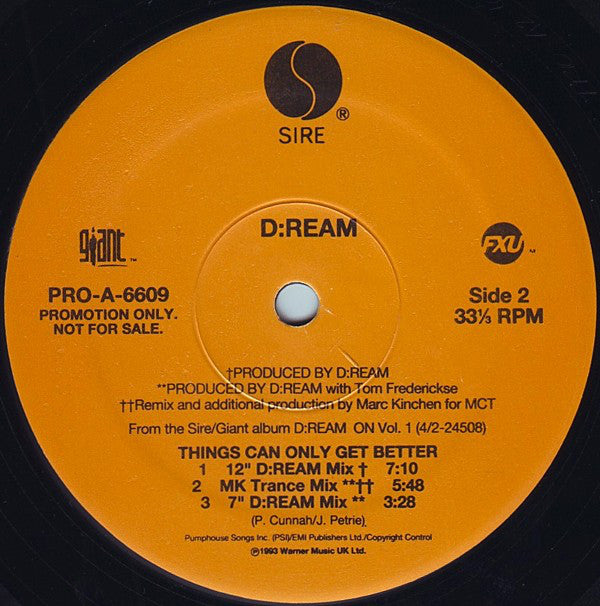 SIRE®
D:REAM
giant™
FXU™
PRO-A-6609
PROMOTION ONLY.
NOT FOR SALE.
Side 2
33⅓ RPM
†PRODUCED BY D:REAM
**PRODUCED BY D:REAM with Tom Frederickse
††Remix and additional production by Marc Kinchen for MCT
From the Sire/Giant album D:REAM ON Vol. 1 (4/2-24508)
THINGS CAN ONLY GET BETTER
1 12" D:REAM Mix † 7:10
2 MK Trance Mix **†† 5:48
3 7" D:REAM Mix ** 3:28
(P. Cunnah/J. Petrie)
Pumphouse Songs Inc. (PSI)/EMI Publishers Ltd./Copyright Control
℗1993 Warner Music UK Ltd.